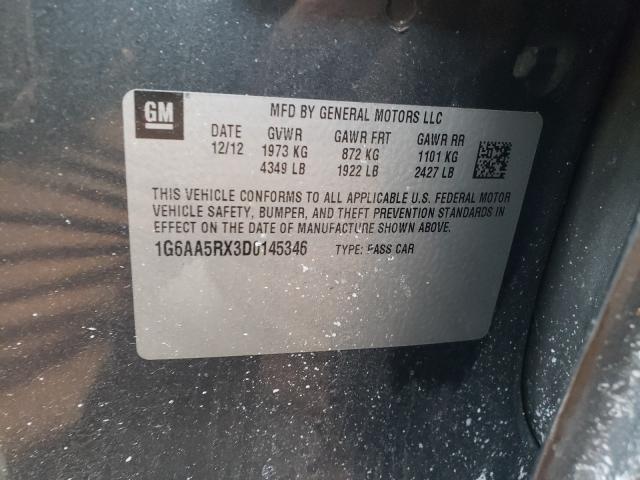 GM
MFD BY GENERAL MOTORS LLC
DATE GVWR GAWR FRT GAWR RR
12/12 1973 KG 872 KG 1101 KG
4349 LB 1922 LB 2427 LB
THIS VEHICLE CONFORMS TO ALL APPLICABLE U.S. FEDERAL MOTOR
VEHICLE SAFETY, BUMPER, AND THEFT PREVENTION STANDARDS IN
EFFECT ON THE DATE OF MANUFACTURE SHOWN ABOVE.
1G6AA5RX3D0145346 TYPE: PASS CAR